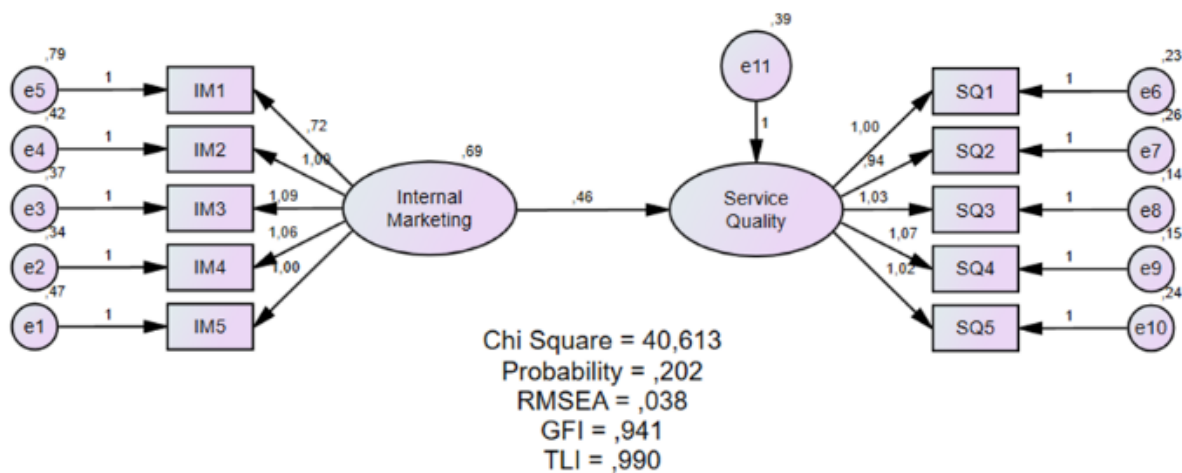 ,79
e5 1 IM1
,42
e4 1 IM2
,37
e3 1 IM3
,34
e2 1 IM4
,47
e1 1 IM5
,72
1,00
1,09
1,06
1,00
,69
Internal
Marketing
,46
,39
e11
1
Service
Quality
1,00
,94
1,03
1,07
1,02
,23
SQ1 1 e6
,26
SQ2 1 e7
,14
SQ3 1 e8
,15
SQ4 1 e9
,24
SQ5 1 e10
Chi Square = 40,613
Probability = ,202
RMSEA = ,038
GFI = ,941
TLI = ,990